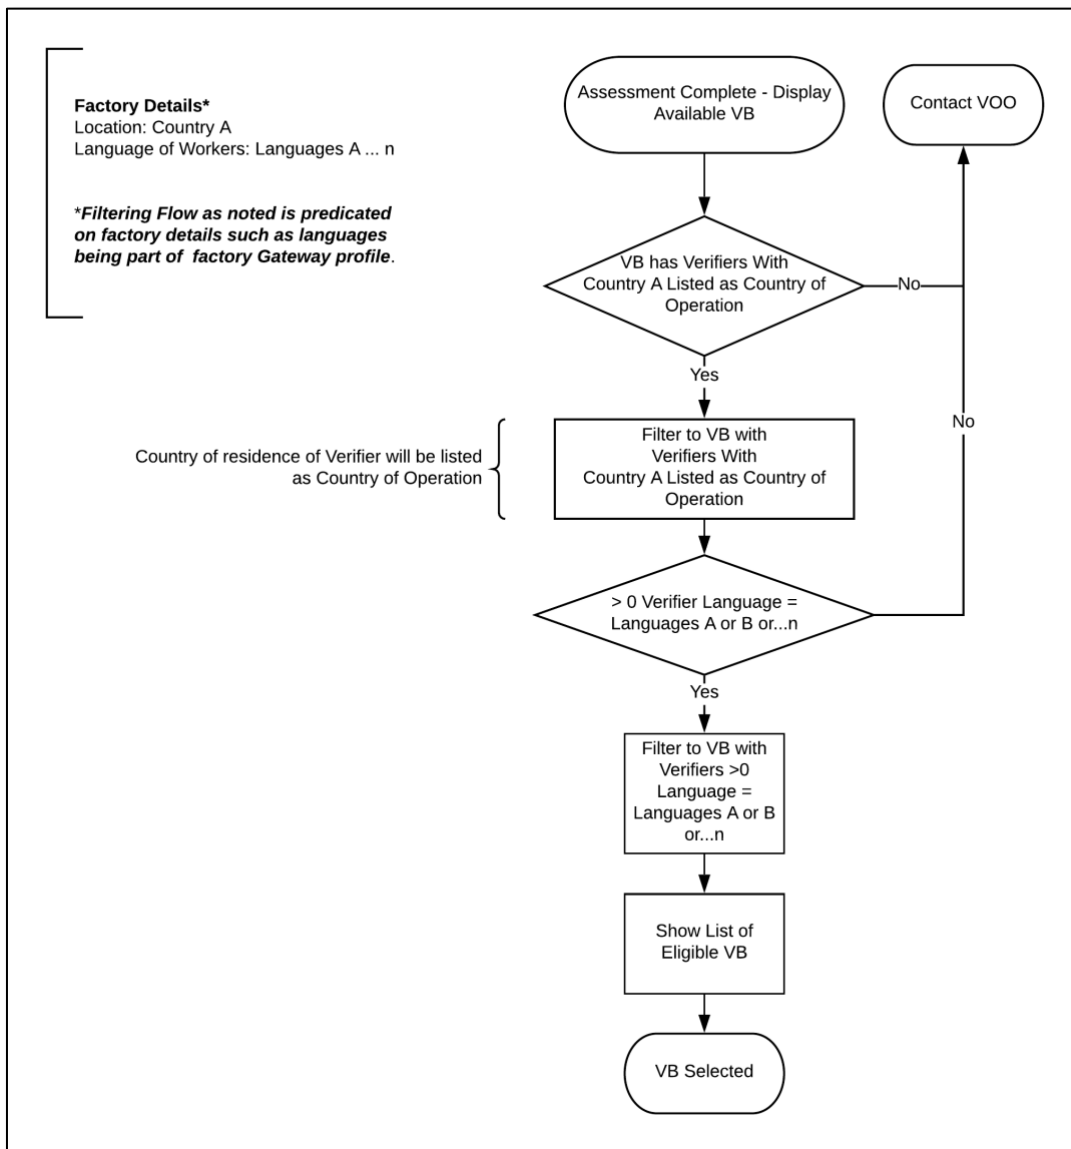 Factory Details*
Location: Country A
Language of Workers: Languages A ... n
*Filtering Flow as noted is predicated
on factory details such as languages
being part of  factory Gateway profile.
Assessment Complete - Display
Available VB
Contact VOO
VB has Verifiers With
Country A Listed as Country of
Operation
No
Yes
Country of residence of Verifier will be listed
as Country of Operation
Filter to VB with
Verifiers With
Country A Listed as Country of
Operation
No
> 0 Verifier Language =
Languages A or B or...n
Yes
Filter to VB with
Verifiers >0
Language =
Languages A or B
or...n
Show List of
Eligible VB
VB Selected